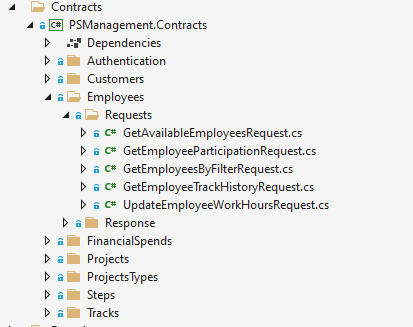 Contracts
C# PSManagement.Contracts
Dependencies
Authentication
Customers
Employees
Requests
C# GetAvailableEmployeesRequest.cs
C# GetEmployeeParticipationRequest.cs
C# GetEmployeesByFilterRequest.cs
C# GetEmployeeTrackHistoryRequest.cs
C# UpdateEmployeeWorkHoursRequest.cs
Response
FinancialSpends
Projects
ProjectsTypes
Steps
Tracks